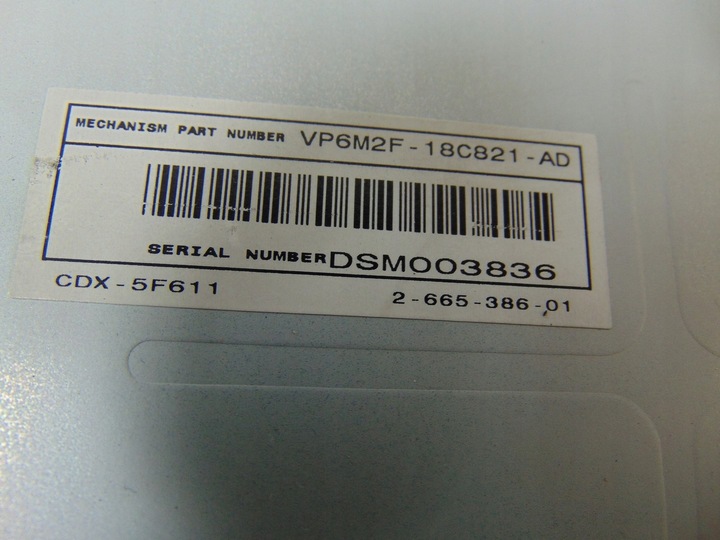 MECHANISM PART NUMBER VP6M2F-18C821-AD
SERIAL NUMBER DSM003836
CDX-5F611 2-665-386-01